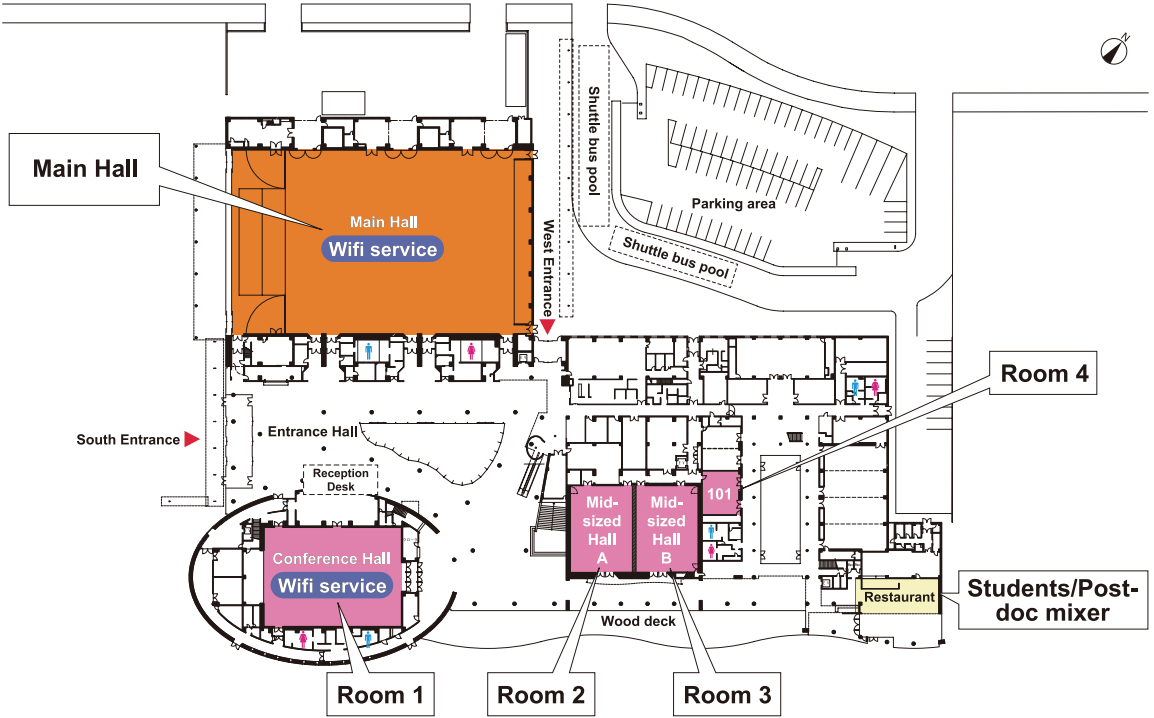 N
Shuttle bus pool
Main Hall
Main Hall
Wifi service
Parking area
West Entrance
Shuttle bus pool
Room 4
South Entrance
Entrance Hall
Reception
Desk
101
Mid-
sized
Hall
A
Mid-
sized
Hall
B
Conference Hall
Wifi service
Restaurant
Students/Post-
doc mixer
Wood deck
Room 1
Room 2
Room 3